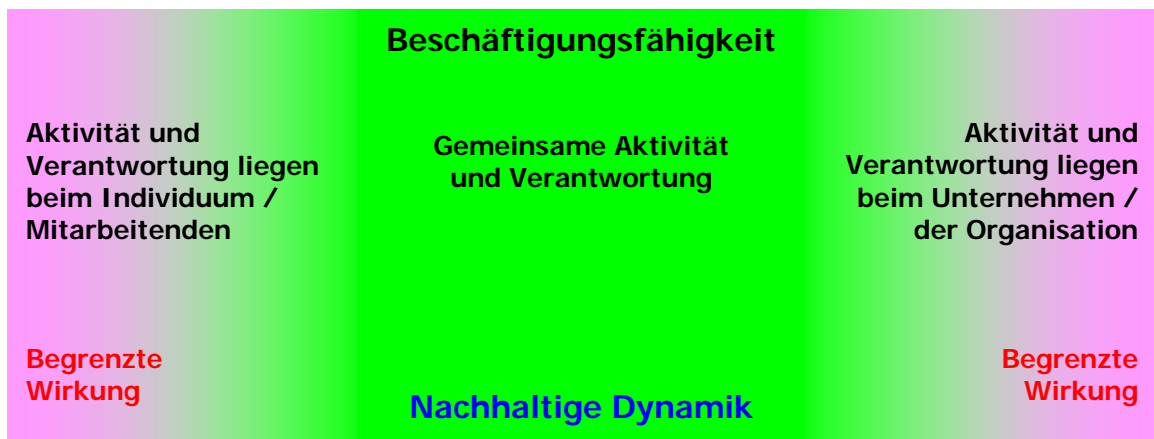 Beschäftigungsfähigkeit
Aktivität und
Verantwortung liegen
beim Individuum /
Mitarbeitenden
Gemeinsame Aktivität
und Verantwortung
Aktivität und
Verantwortung liegen
beim Unternehmen /
der Organisation
Begrenzte
Wirkung
Nachhaltige Dynamik
Begrenzte
Wirkung